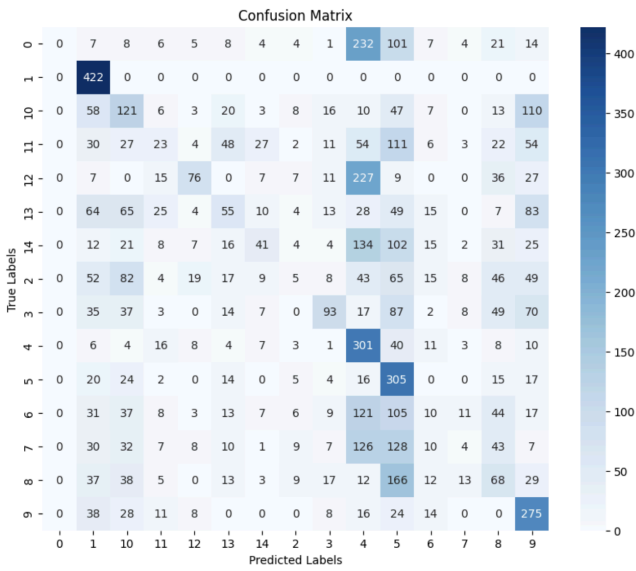 Confusion Matrix
0 0 7 8 6 5 8 4 4 1 232 101 7 4 21 14
1 0 422 0 0 0 0 0 0 0 0 0 0 0 0 0
10 0 58 121 6 3 20 3 8 16 10 47 7 0 13 110
11 0 30 27 23 4 48 27 2 11 54 111 6 3 22 54
12 0 7 0 15 76 0 7 7 11 227 9 0 0 36 27
13 0 64 65 25 4 55 10 4 13 28 49 15 0 7 83
14 0 12 21 8 7 16 41 4 4 134 102 15 2 31 25
2 0 52 82 4 19 17 9 5 8 43 65 15 8 46 49
3 0 35 37 3 0 14 7 0 93 17 87 2 8 49 70
4 0 6 4 16 8 4 7 3 1 301 40 11 3 8 10
5 0 20 24 2 0 14 0 5 4 16 305 0 0 15 17
6 0 31 37 8 3 13 7 6 9 121 105 10 11 44 17
7 0 30 32 7 8 10 1 9 7 126 128 10 4 43 7
8 0 37 38 5 0 13 3 9 17 12 166 12 13 68 29
9 0 38 28 11 8 0 0 0 8 16 24 14 0 0 275
0 1 10 11 12 13 14 2 3 4 5 6 7 8 9
Predicted Labels
True Labels
400
350
300
250
200
150
100
50
0